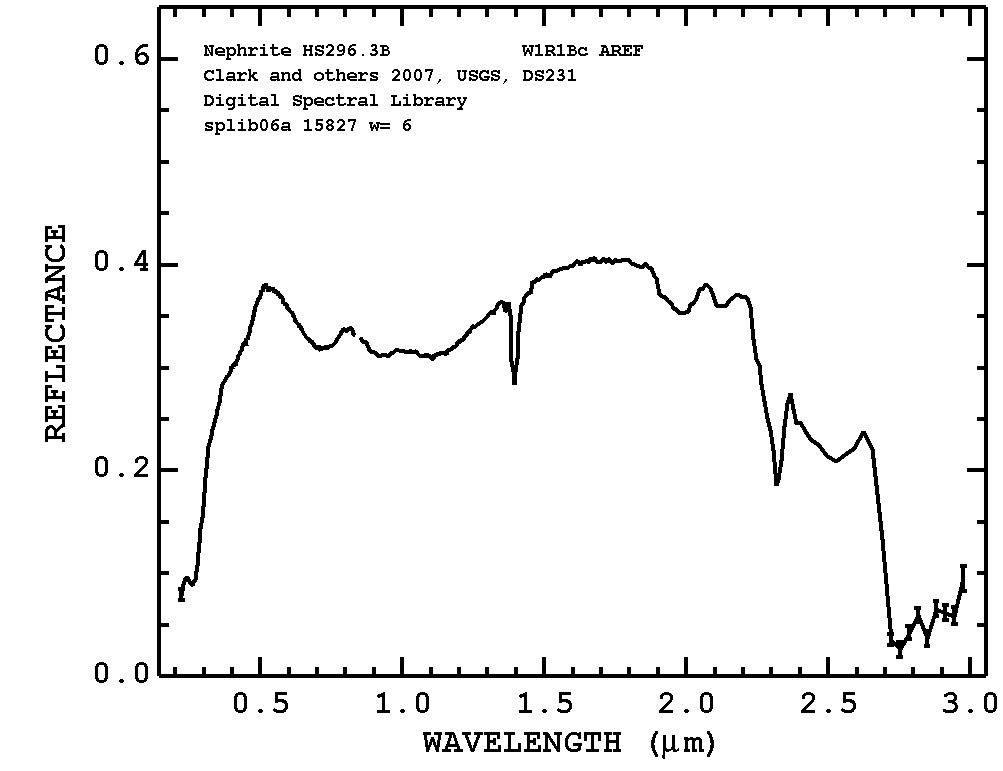 Nephrite HS296.3B W1R1Bc AREF
Clark and others 2007, USGS, DS231
Digital Spectral Library
splib06a 15827 w= 6
REFLECTANCE
0.6
0.4
0.2
0.0
0.5 1.0 1.5 2.0 2.5 3.0
WAVELENGTH (μm)